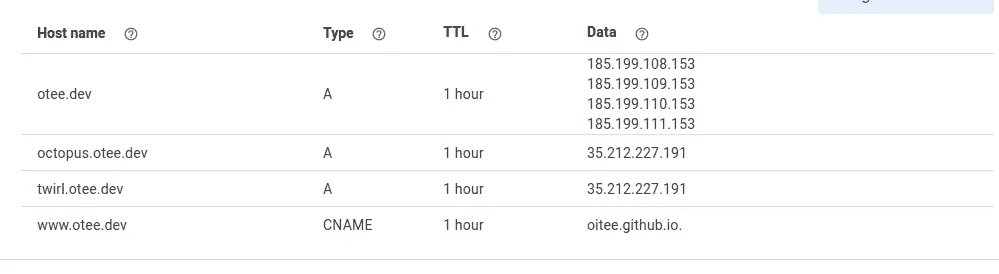 Host name Type TTL Data
185.199.108.153
185.199.109.153
otee.dev A 1 hour
185.199.110.153
185.199.111.153
octopus.otee.dev A 1 hour 35.212.227.191
twirl.otee.dev A 1 hour 35.212.227.191
www.otee.dev CNAME 1 hour oitee.github.io.